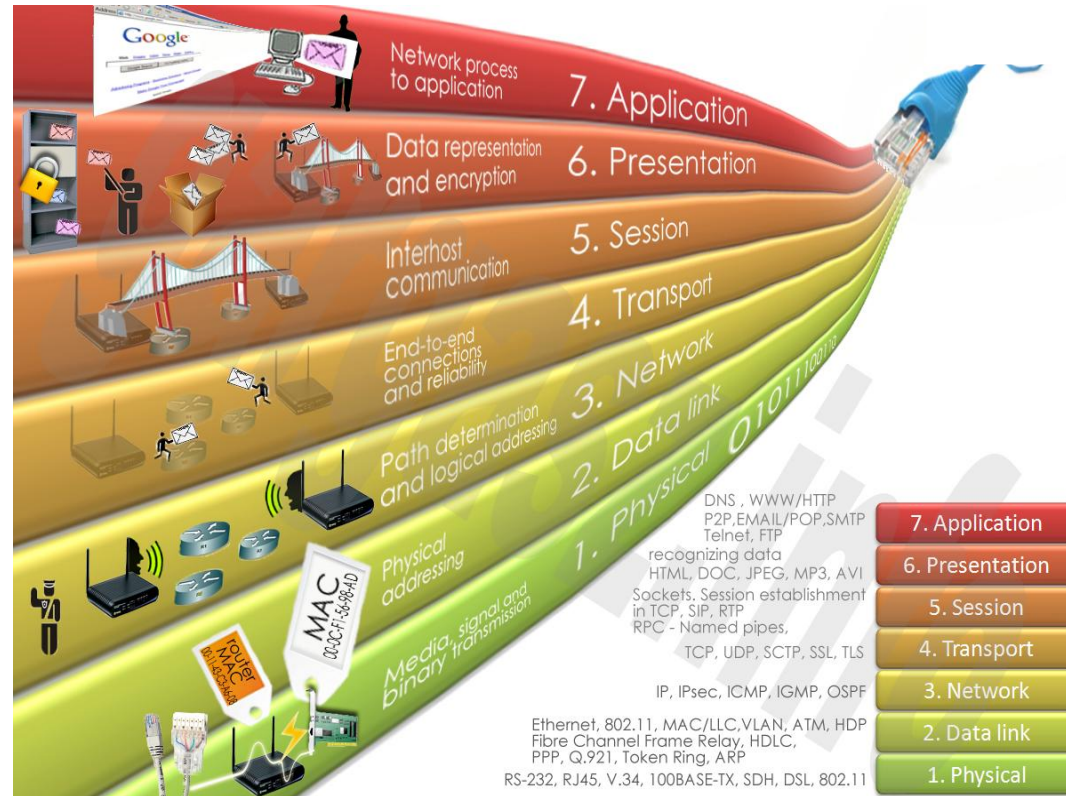 Google
Network process
to application
7. Application
Data representation
and encryption
6. Presentation
Interhost
communication
5. Session
End-to-end
connections
and reliability
4. Transport
Path determination
and logical addressing
3. Network
Physical
addressing
2. Data link
Media, signal and
binary transmission
1. Physical
010111100110
MAC
00-0C-F1-56-98-AD
router
MAC
DNS , WWW/HTTP
P2P,EMAIL/POP,SMTP
Telnet, FTP
7. Application
recognizing data
HTML, DOC, JPEG, MP3, AVI
6. Presentation
Sockets. Session establishment
in TCP, SIP, RTP
RPC - Named pipes,
5. Session
TCP, UDP, SCTP, SSL, TLS
4. Transport
IP, IPsec, ICMP, IGMP, OSPF
3. Network
Ethernet, 802.11, MAC/LLC,VLAN, ATM, HDP
Fibre Channel Frame Relay, HDLC,
PPP, Q.921, Token Ring, ARP
2. Data link
RS-232, RJ45, V.34, 100BASE-TX, SDH, DSL, 802.11
1. Physical